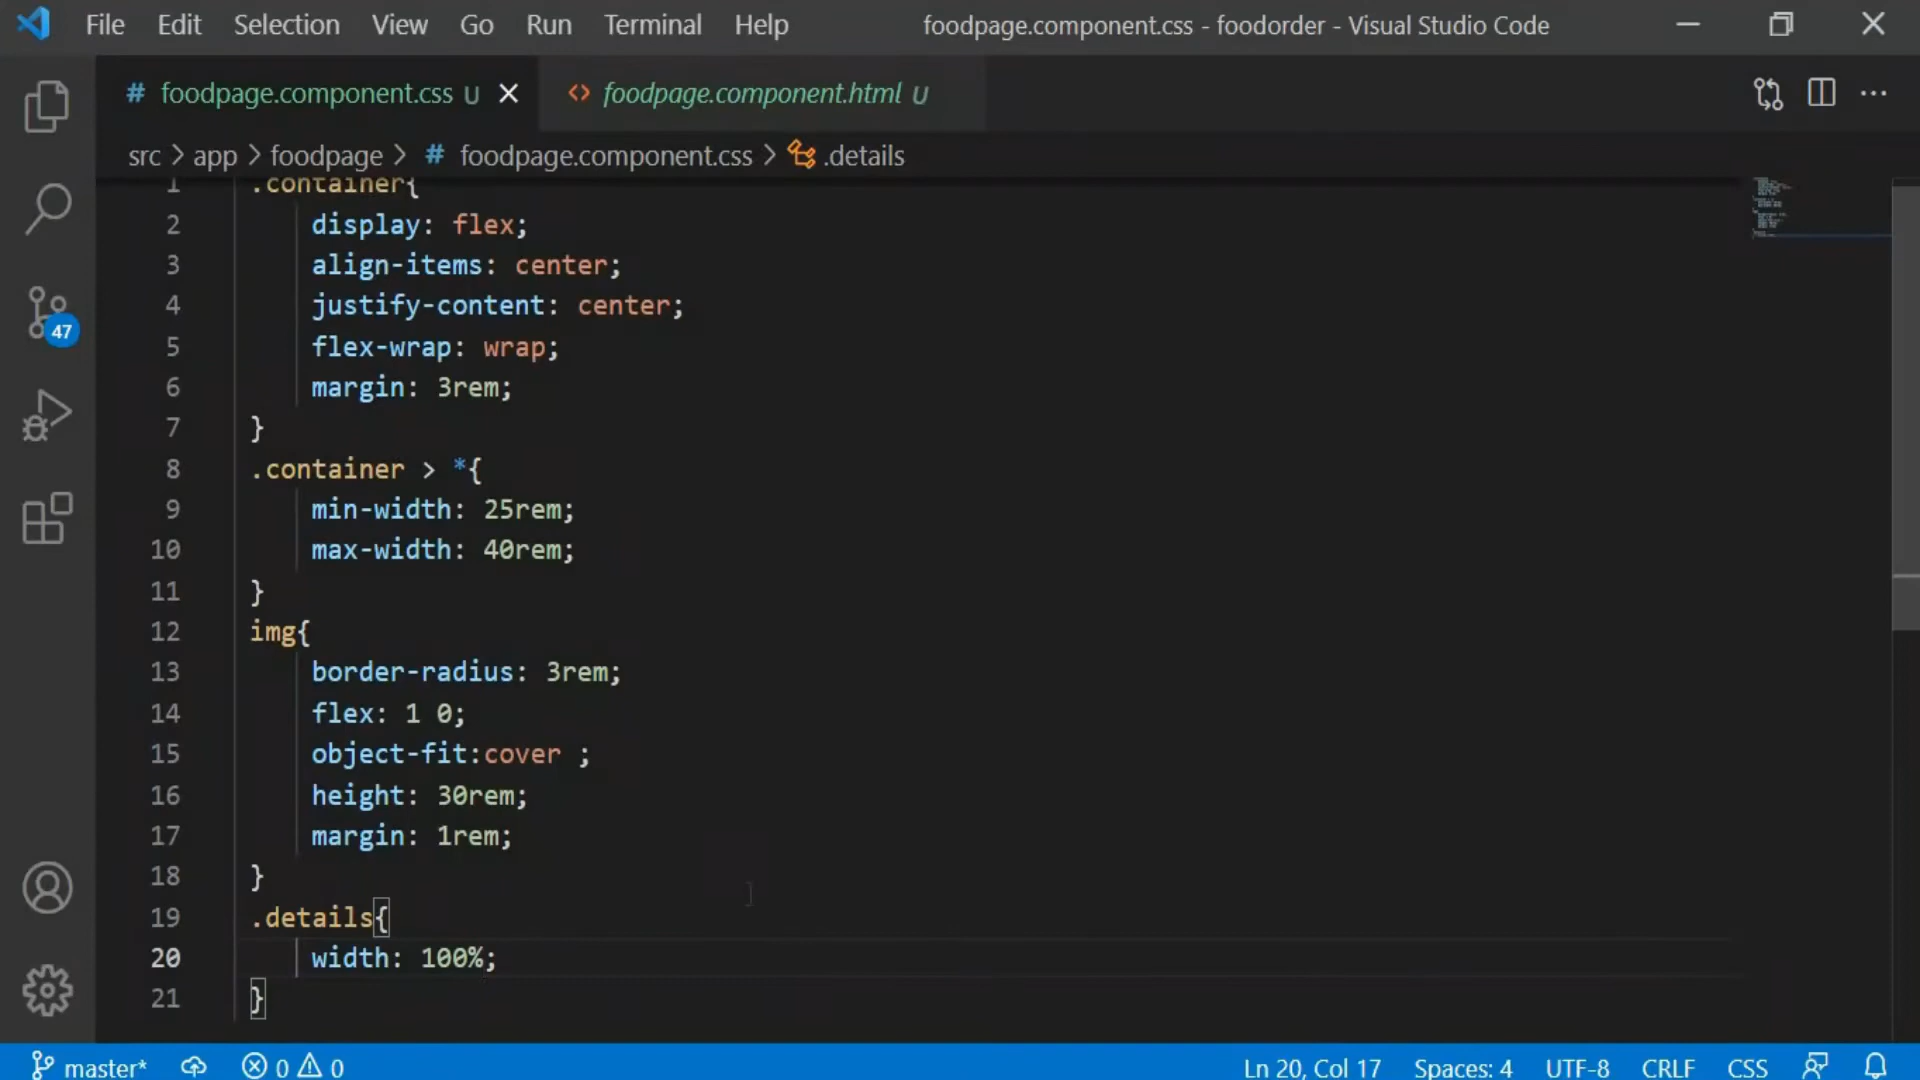 File Edit Selection View Go Run Terminal Help foodpage.component.css - foodorder - Visual Studio Code
# foodpage.component.css U <> foodpage.component.html U
src > app > foodpage > # foodpage.component.css > .details
1 .container{
2 display: flex;
3 align-items: center;
4 justify-content: center;
5 flex-wrap: wrap;
6 margin: 3rem;
7 }
8 .container > *{
9 min-width: 25rem;
10 max-width: 40rem;
11 }
12 img{
13 border-radius: 3rem;
14 flex: 1 0;
15 object-fit:cover ;
16 height: 30rem;
17 margin: 1rem;
18 }
19 .details{
20 width: 100%;
21 }
47
master* 0 0 Ln 20, Col 17 Spaces: 4 UTF-8 CRLF CSS